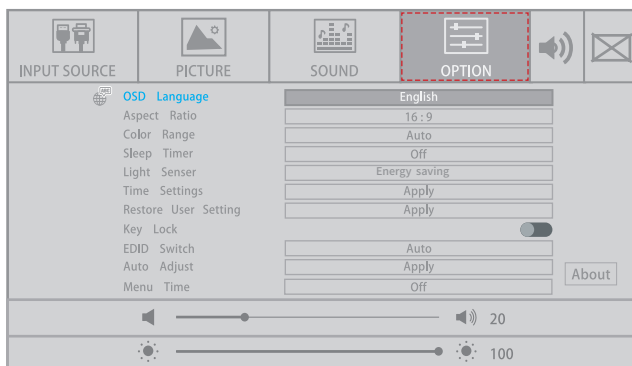 INPUT SOURCE PICTURE SOUND OPTION
OSD Language English
Aspect Ratio 16 : 9
Color Range Auto
Sleep Timer Off
Light Senser Energy saving
Time Settings Apply
Restore User Setting Apply
Key Lock
EDID Switch Auto
Auto Adjust Apply
About
Menu Time Off
20
100